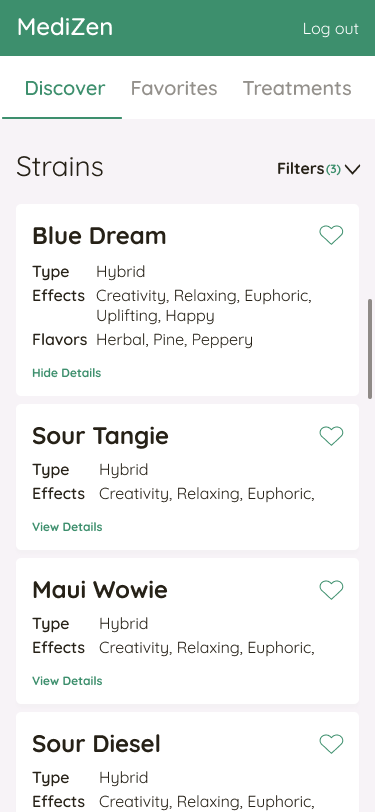 MediZen Log out
Discover Favorites Treatments
Strains Filters(3)
Blue Dream
Type Hybrid
Effects Creativity, Relaxing, Euphoric,
Uplifting, Happy
Flavors Herbal, Pine, Peppery
Hide Details
Sour Tangie
Type Hybrid
Effects Creativity, Relaxing, Euphoric,
View Details
Maui Wowie
Type Hybrid
Effects Creativity, Relaxing, Euphoric,
View Details
Sour Diesel
Type Hybrid
Effects Creativity, Relaxing, Euphoric,